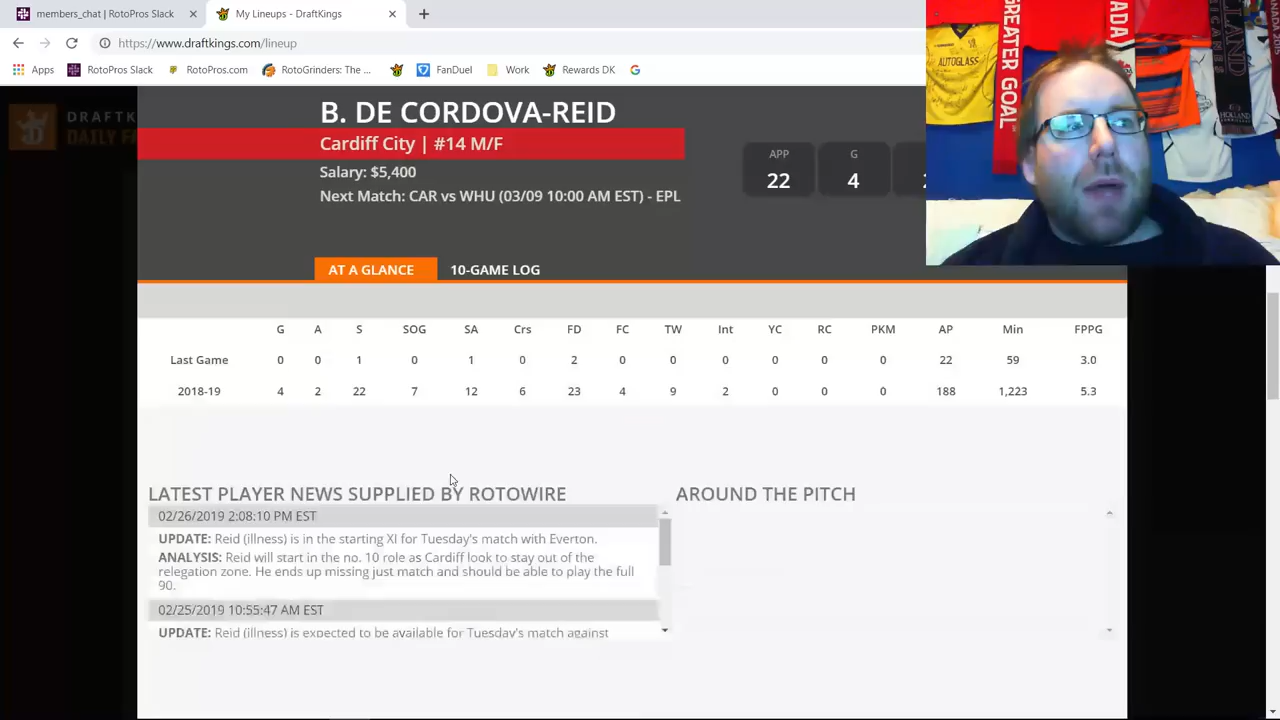 members_chat | RotoPros Slack
My Lineups - DraftKings
https://www.draftkings.com/lineup
Apps
RotoPros Slack
RotoPros.com
RotoGrinders: The ...
FanDuel
Work
Rewards DK
DRAFTK
DAILY FA
B. DE CORDOVA-REID
Cardiff City | #14 M/F
Salary: $5,400
Next Match: CAR vs WHU (03/09 10:00 AM EST) - EPL
APP G
22 4
AT A GLANCE 10-GAME LOG
G A S SOG SA Crs FD FC TW Int YC RC PKM AP Min FPPG
Last Game 0 0 1 0 1 0 2 0 0 0 0 0 0 22 59 3.0
2018-19 4 2 22 7 12 6 23 4 9 2 0 0 0 188 1,223 5.3
LATEST PLAYER NEWS SUPPLIED BY ROTOWIRE
AROUND THE PITCH
02/26/2019 2:08:10 PM EST
UPDATE: Reid (illness) is in the starting XI for Tuesday's match with Everton.
ANALYSIS: Reid will start in the no. 10 role as Cardiff look to stay out of the
relegation zone. He ends up missing just match and should be able to play the full
90.
02/25/2019 10:55:47 AM EST
UPDATE: Reid (illness) is expected to be available for Tuesday's match against
AUTOGLASS
GREATER GOAL
ADA
HOLLAND